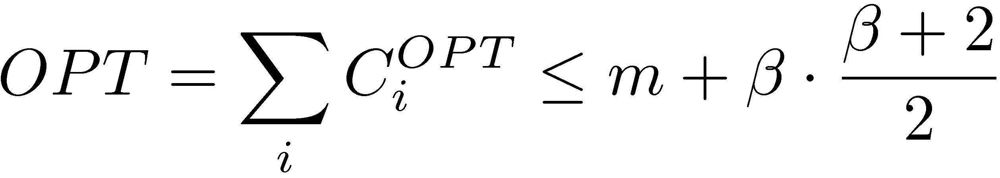 $OPT = \sum_{i} C_i^{OPT} \leq m + \beta \cdot \frac{\beta + 2}{2}$